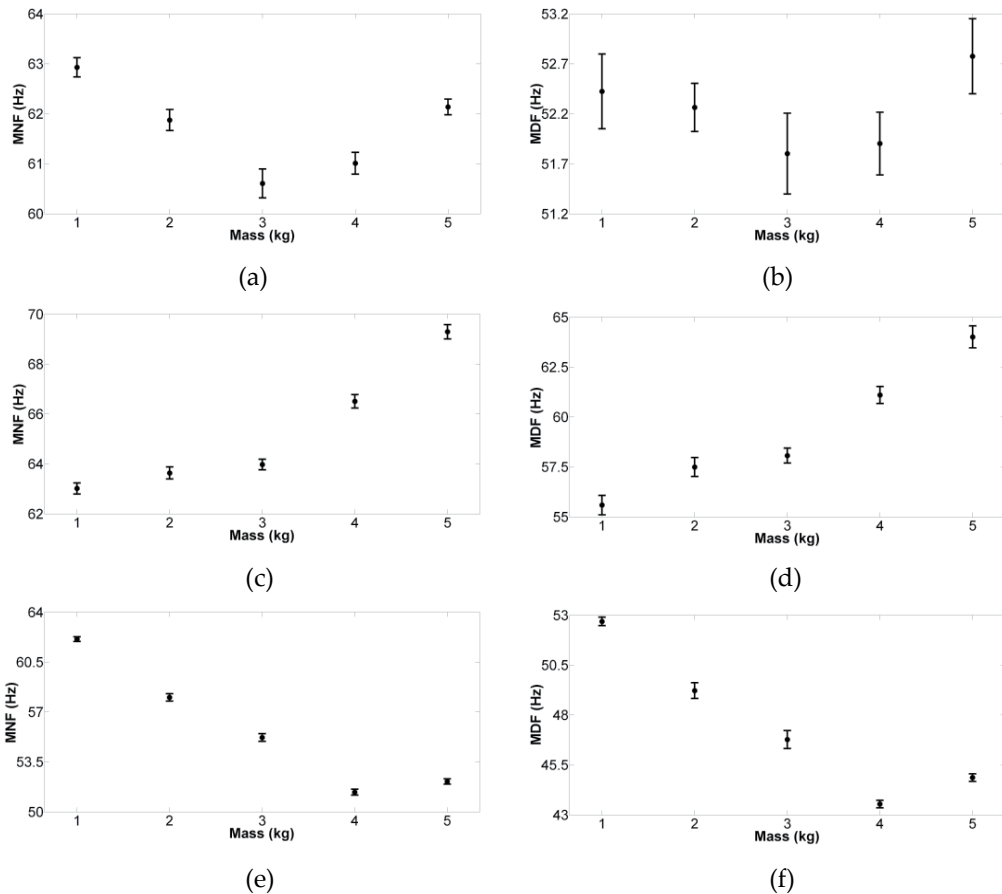 64
63
62
61
60
MNF (Hz)
1 2 3 4 5
Mass (kg)
(a)
53.2
52.7
52.2
51.7
51.2
MDF (Hz)
1 2 3 4 5
Mass (kg)
(b)
70
68
66
64
62
MNF (Hz)
1 2 3 4 5
Mass (kg)
(c)
65
62.5
60
57.5
55
MDF (Hz)
1 2 3 4 5
Mass (kg)
(d)
64
60.5
57
53.5
50
MNF (Hz)
1 2 3 4 5
Mass (kg)
(e)
53
50.5
48
45.5
43
MDF (Hz)
1 2 3 4 5
Mass (kg)
(f)